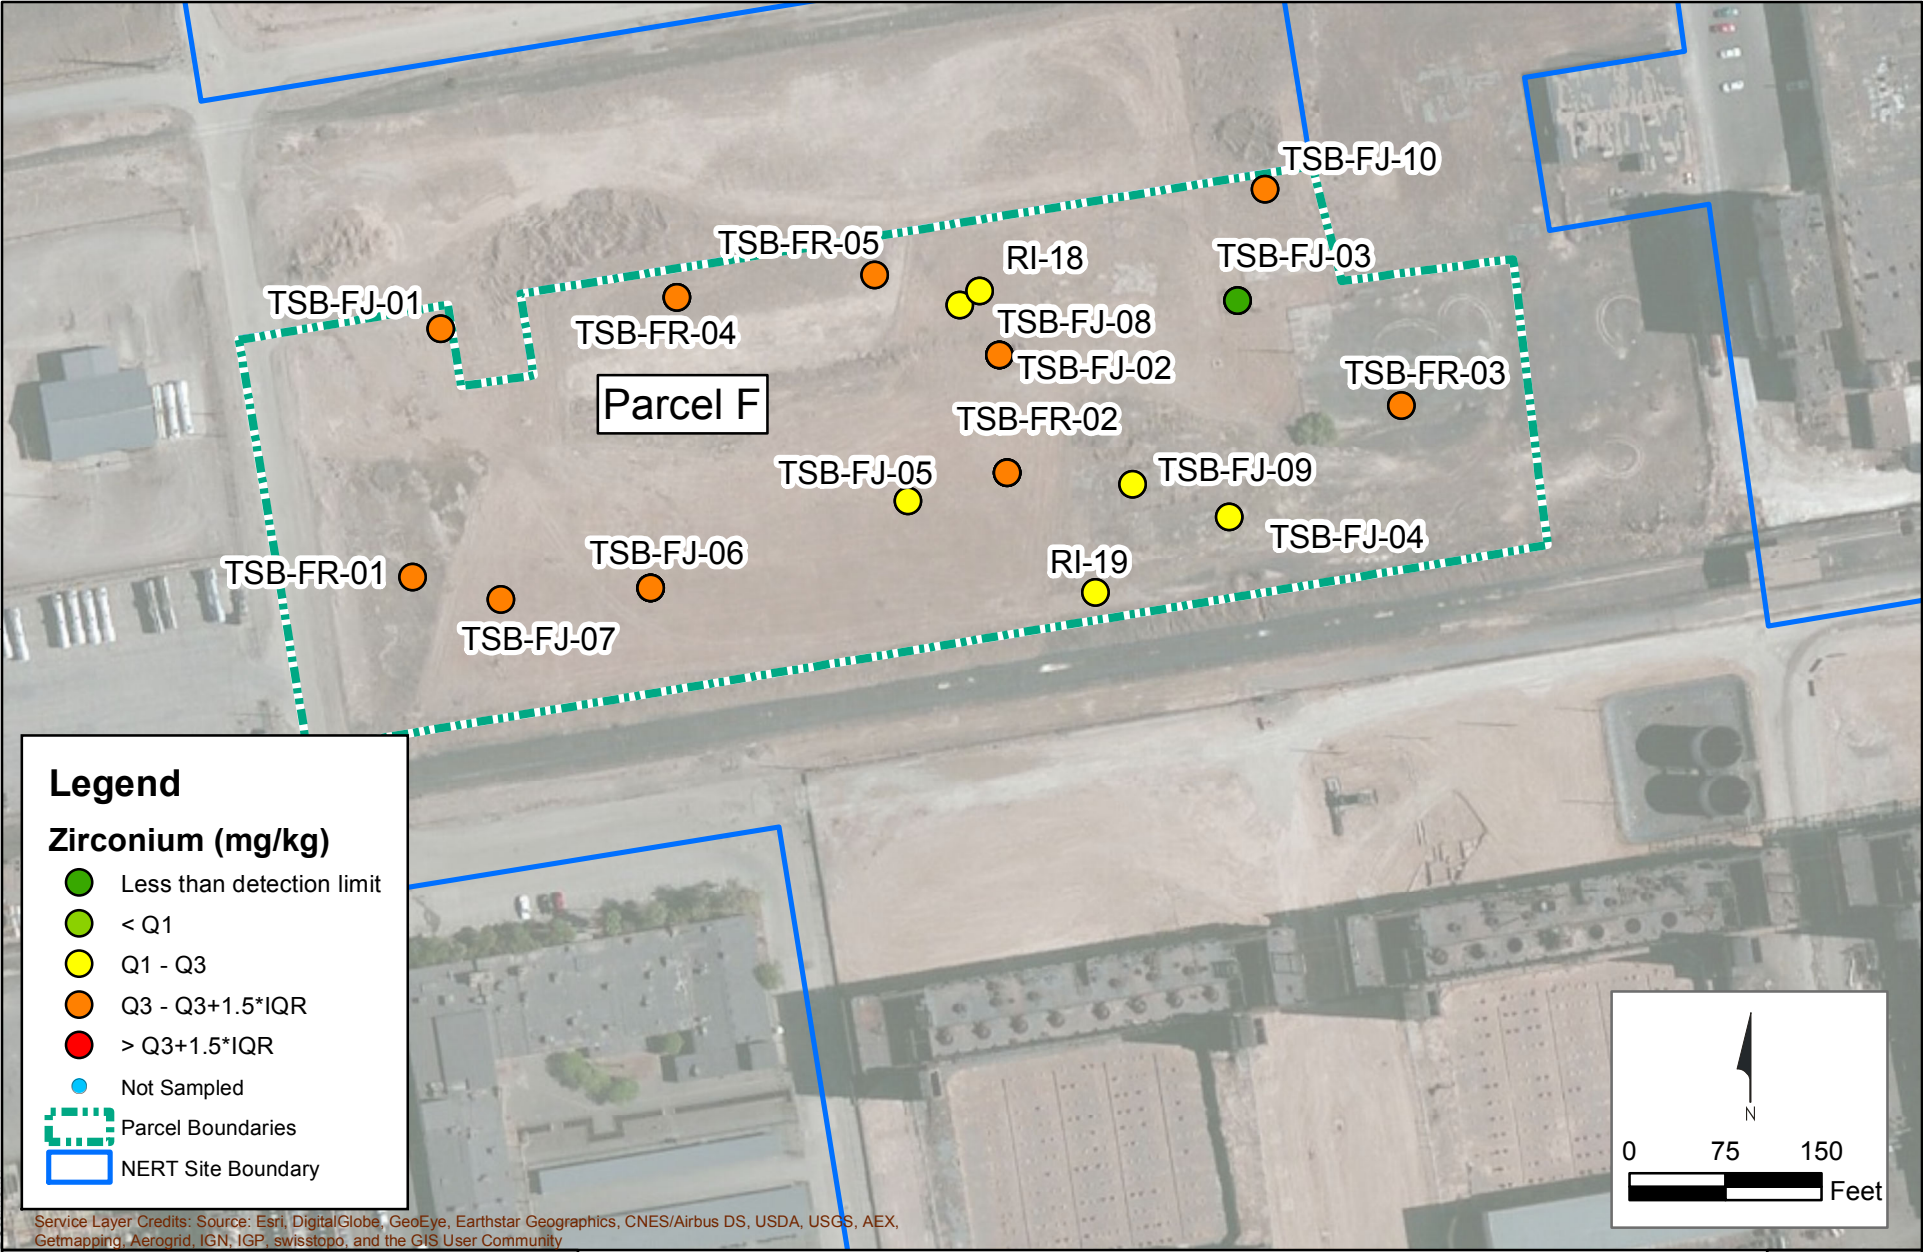 TSB-FJ-10
TSB-FR-05
RI-18
TSB-FJ-03
TSB-FJ-01
TSB-FR-04
TSB-FJ-08
TSB-FJ-02
TSB-FR-03
Parcel F
TSB-FR-02
TSB-FJ-05
TSB-FJ-09
TSB-FJ-04
TSB-FJ-06
RI-19
TSB-FR-01
TSB-FJ-07
Legend
Zirconium (mg/kg)
Less than detection limit
< Q1
Q1 - Q3
Q3 - Q3+1.5*IQR
> Q3+1.5*IQR
Not Sampled
Parcel Boundaries
NERT Site Boundary
N
0 75 150
Feet
Service Layer Credits: Source: Esri, DigitalGlobe, GeoEye, Earthstar Geographics, CNES/Airbus DS, USDA, USGS, AEX,
Getmapping, Aerogrid, IGN, IGP, swisstopo, and the GIS User Community